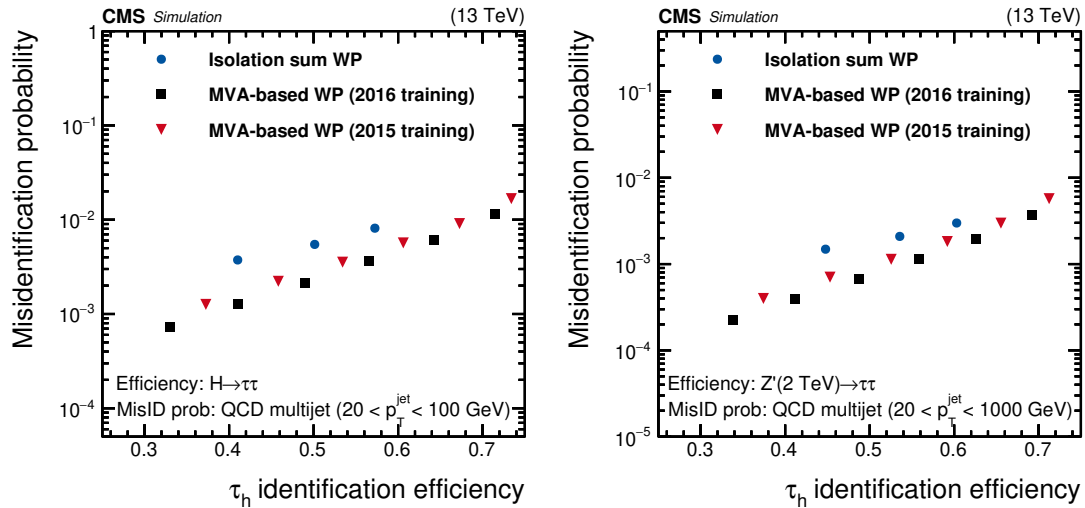 CMS Simulation (13 TeV)
Misidentification probability
1
10⁻¹
10⁻²
10⁻³
10⁻⁴
Isolation sum WP
MVA-based WP (2016 training)
MVA-based WP (2015 training)
Efficiency: H→ττ
MisID prob: QCD multijet (20 < p_T^jet < 100 GeV)
0.3 0.4 0.5 0.6 0.7
τ_h identification efficiency
CMS Simulation (13 TeV)
Misidentification probability
10⁻¹
10⁻²
10⁻³
10⁻⁴
10⁻⁵
Isolation sum WP
MVA-based WP (2016 training)
MVA-based WP (2015 training)
Efficiency: Z'(2 TeV)→ττ
MisID prob: QCD multijet (20 < p_T^jet < 1000 GeV)
0.3 0.4 0.5 0.6 0.7
τ_h identification efficiency